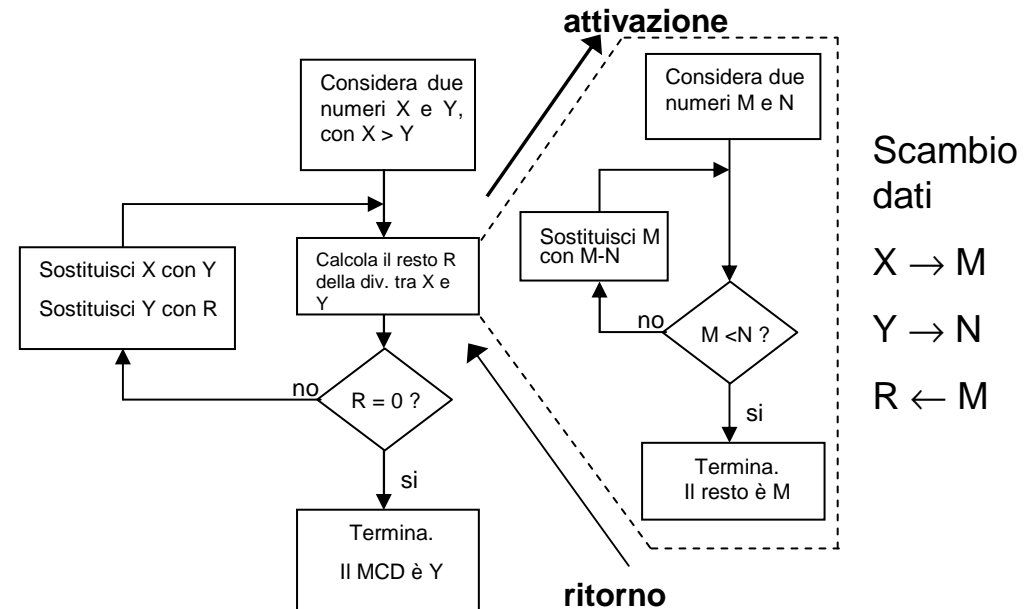 attivazione
Considera due
numeri X e Y,
con X > Y
Considera due
numeri M e N
Scambio
dati
X → M
Y → N
R ← M
Sostituisci X con Y
Sostituisci Y con R
Calcola il resto R
della div. tra X e
Y
Sostituisci M
con M-N
no
M <N ?
si
no
R = 0 ?
si
Termina.
Il resto è M
Termina.
Il MCD è Y
ritorno